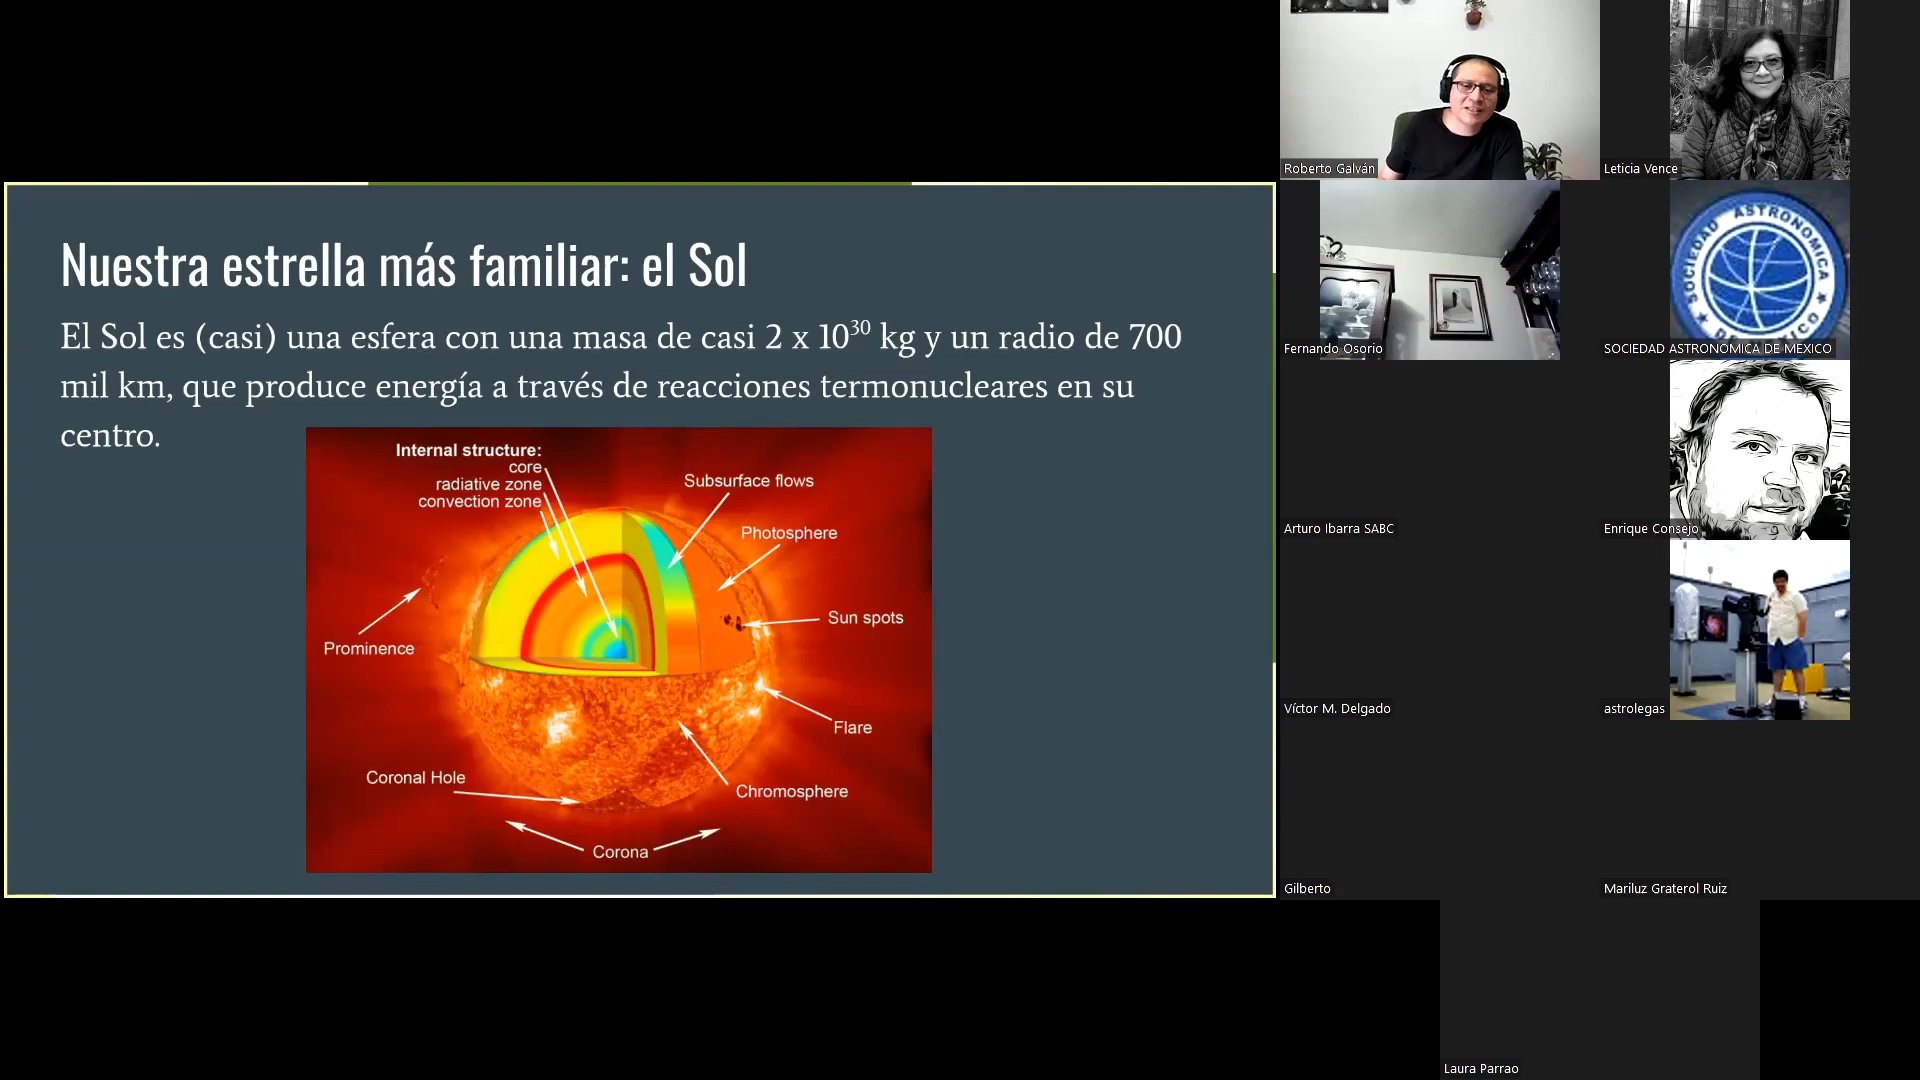 Nuestra estrella más familiar: el Sol
El Sol es (casi) una esfera con una masa de casi 2 x 10³⁰ kg y un radio de 700
mil km, que produce energía a través de reacciones termonucleares en su
centro.
Internal structure:
core
radiative zone
convection zone
Subsurface flows
Photosphere
Sun spots
Prominence
Flare
Coronal Hole
Chromosphere
Corona
Roberto Galván
Leticia Vence
Fernando Osorio
SOCIEDAD ASTRONOMICA DE MEXICO
SOCIEDAD ASTRONOMICA DE MEXICO
Arturo Ibarra SABC
Enrique Consejo
Víctor M. Delgado
astrolegas
Gilberto
Mariluz Graterol Ruiz
Laura Parrao